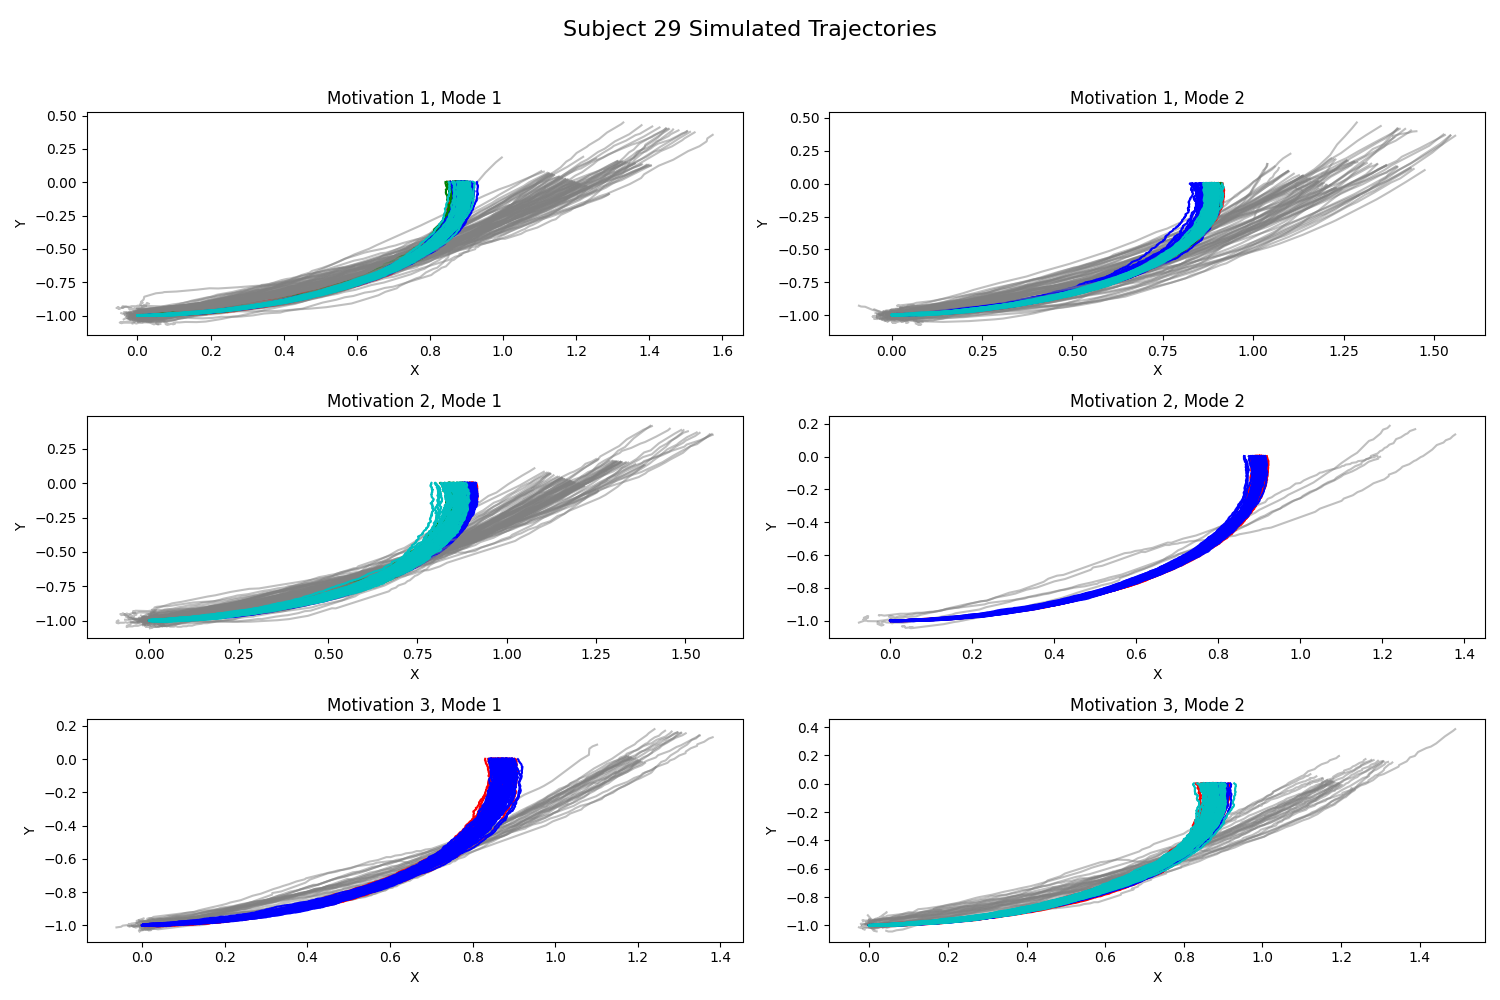 Subject 29 Simulated Trajectories
Motivation 1, Mode 1
0.50
0.25
0.00
−0.25
−0.50
−0.75
−1.00
Y
0.0 0.2 0.4 0.6 0.8 1.0 1.2 1.4 1.6
X
Motivation 1, Mode 2
0.50
0.25
0.00
−0.25
−0.50
−0.75
−1.00
Y
0.00 0.25 0.50 0.75 1.00 1.25 1.50
X
Motivation 2, Mode 1
0.25
0.00
−0.25
−0.50
−0.75
−1.00
Y
0.00 0.25 0.50 0.75 1.00 1.25 1.50
X
Motivation 2, Mode 2
0.2
0.0
−0.2
−0.4
−0.6
−0.8
−1.0
Y
0.0 0.2 0.4 0.6 0.8 1.0 1.2 1.4
X
Motivation 3, Mode 1
0.2
0.0
−0.2
−0.4
−0.6
−0.8
−1.0
Y
0.0 0.2 0.4 0.6 0.8 1.0 1.2 1.4
X
Motivation 3, Mode 2
0.4
0.2
0.0
−0.2
−0.4
−0.6
−0.8
−1.0
Y
0.0 0.2 0.4 0.6 0.8 1.0 1.2 1.4
X